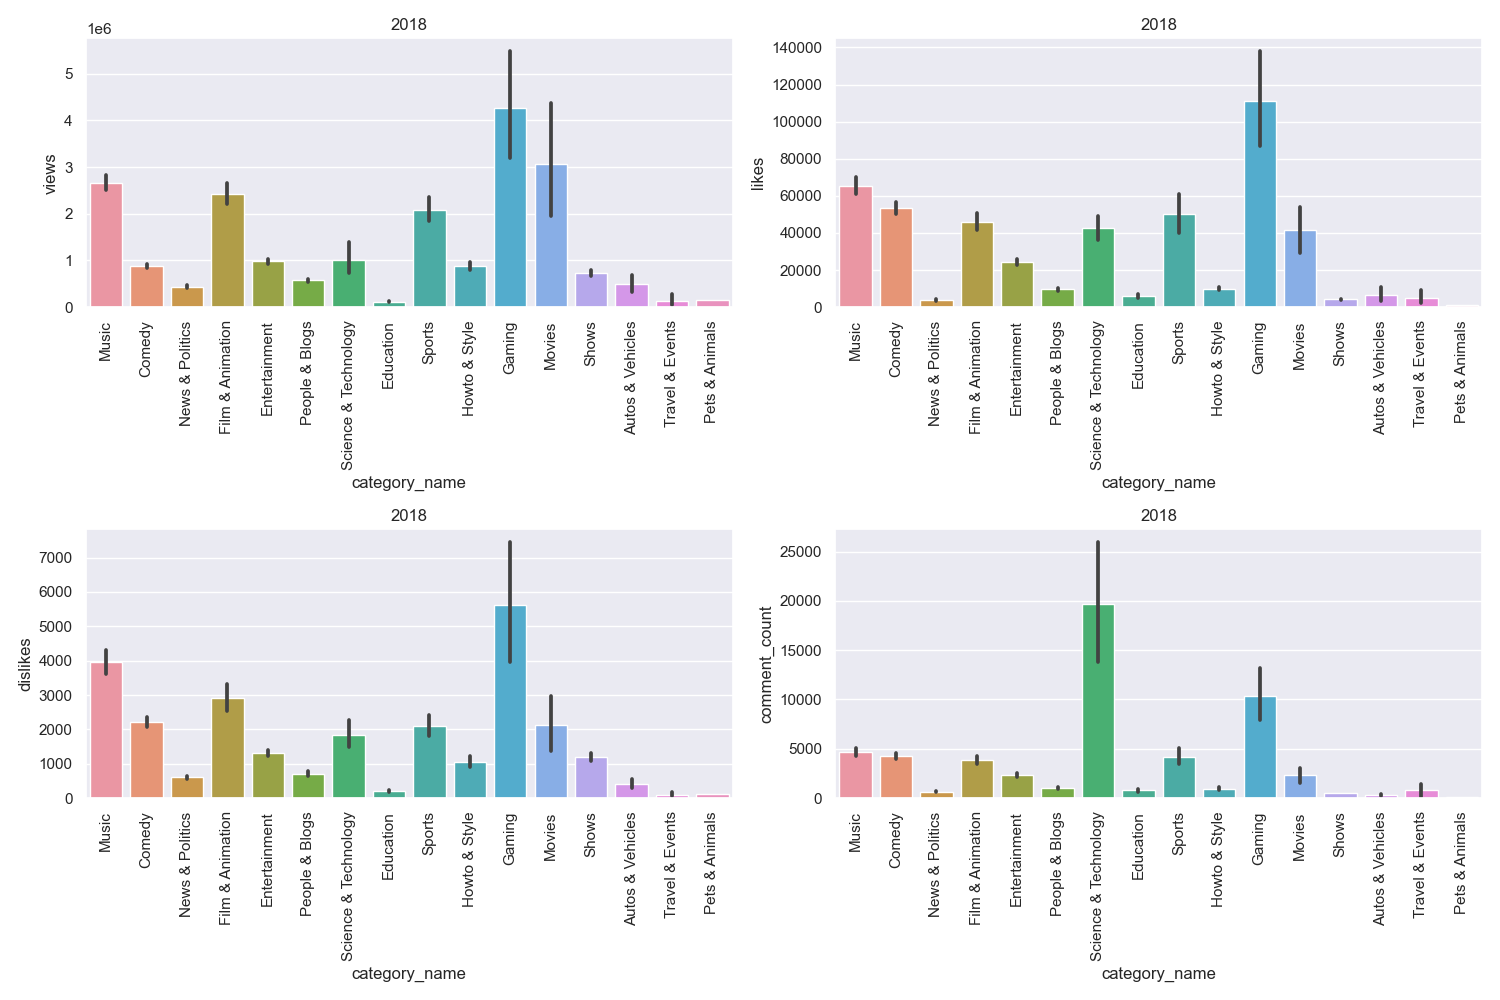 2018
1e6
views
5
4
3
2
1
0
Music
Comedy
News & Politics
Film & Animation
Entertainment
People & Blogs
Science & Technology
Education
Sports
Howto & Style
Gaming
Movies
Shows
Autos & Vehicles
Travel & Events
Pets & Animals
category_name
2018
likes
140000
120000
100000
80000
60000
40000
20000
0
Music
Comedy
News & Politics
Film & Animation
Entertainment
People & Blogs
Science & Technology
Education
Sports
Howto & Style
Gaming
Movies
Shows
Autos & Vehicles
Travel & Events
Pets & Animals
category_name
2018
dislikes
7000
6000
5000
4000
3000
2000
1000
0
Music
Comedy
News & Politics
Film & Animation
Entertainment
People & Blogs
Science & Technology
Education
Sports
Howto & Style
Gaming
Movies
Shows
Autos & Vehicles
Travel & Events
Pets & Animals
category_name
2018
comment_count
25000
20000
15000
10000
5000
0
Music
Comedy
News & Politics
Film & Animation
Entertainment
People & Blogs
Science & Technology
Education
Sports
Howto & Style
Gaming
Movies
Shows
Autos & Vehicles
Travel & Events
Pets & Animals
category_name